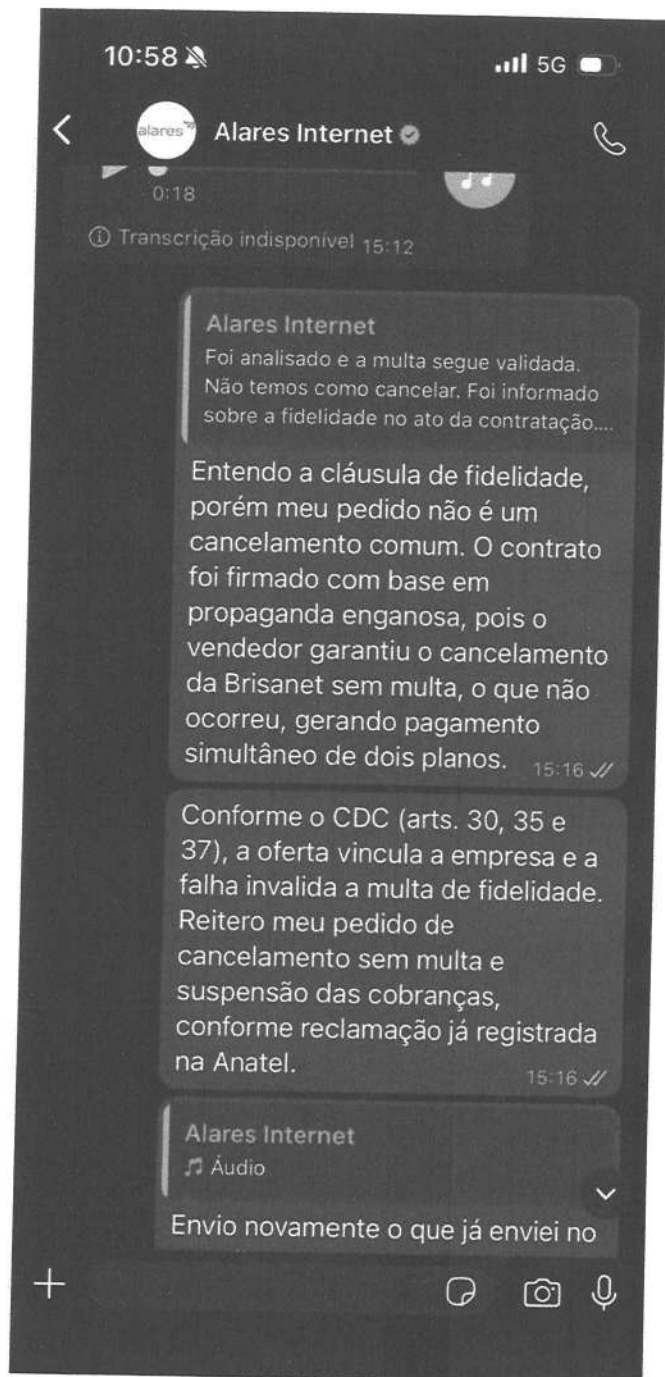 10:58
5G
alares
Alares Internet
0:18
Transcrição indisponível 15:12
Alares Internet
Foi analisado e a multa segue validada.
Não temos como cancelar. Foi informado
sobre a fidelidade no ato da contratação....
Entendo a cláusula de fidelidade,
porém meu pedido não é um
cancelamento comum. O contrato
foi firmado com base em
propaganda enganosa, pois o
vendedor garantiu o cancelamento
da Brisanet sem multa, o que não
ocorreu, gerando pagamento
simultâneo de dois planos. 15:16
Conforme o CDC (arts. 30, 35 e
37), a oferta vincula a empresa e a
falha invalida a multa de fidelidade.
Reitero meu pedido de
cancelamento sem multa e
suspensão das cobranças,
conforme reclamação já registrada
na Anatel. 15:16
Alares Internet
Áudio
Envio novamente o que já enviei no